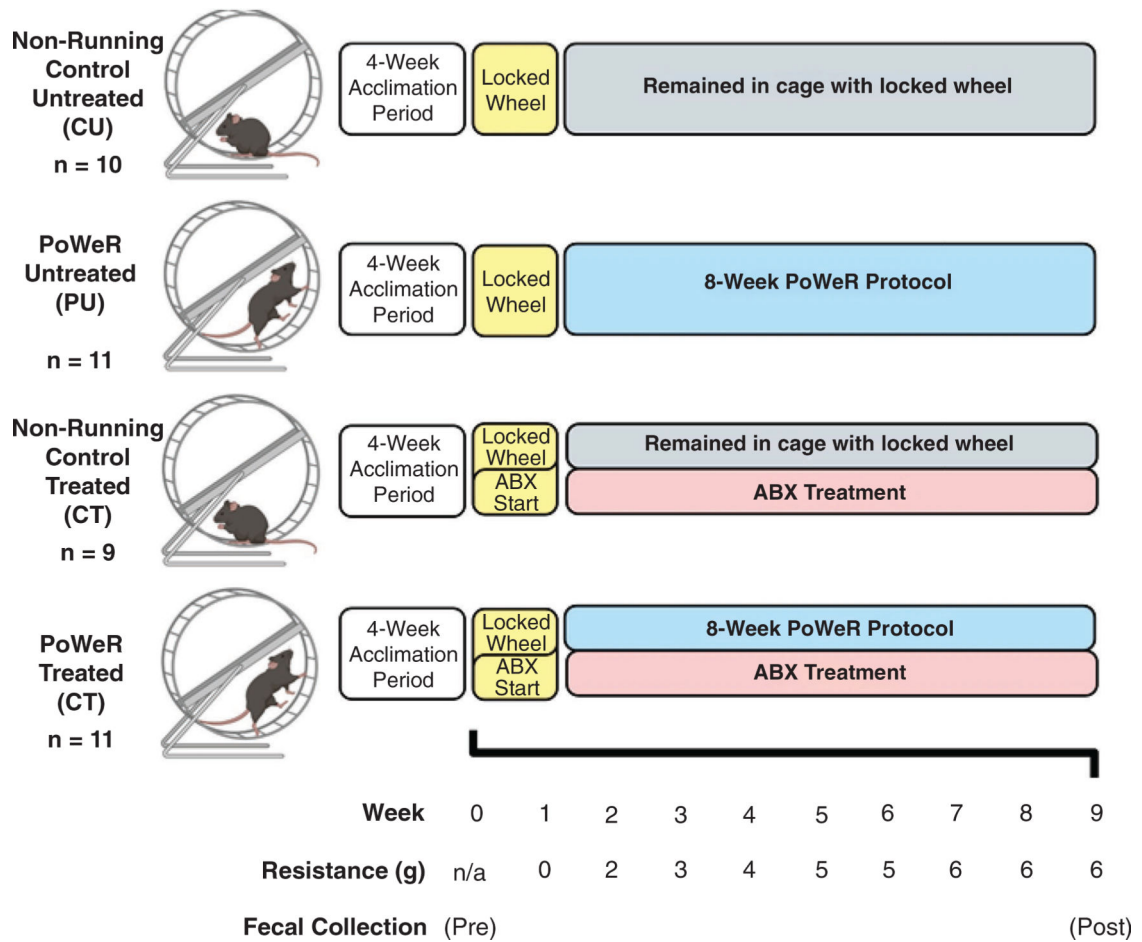 Non-Running
Control
Untreated
(CU)
n = 10
4-Week
Acclimation
Period
Locked
Wheel
Remained in cage with locked wheel
PoWeR
Untreated
(PU)
n = 11
4-Week
Acclimation
Period
Locked
Wheel
8-Week PoWeR Protocol
Non-Running
Control
Treated
(CT)
n = 9
4-Week
Acclimation
Period
Locked
Wheel
ABX
Start
Remained in cage with locked wheel
ABX Treatment
PoWeR
Treated
(CT)
n = 11
4-Week
Acclimation
Period
Locked
Wheel
ABX
Start
8-Week PoWeR Protocol
ABX Treatment
Week 0 1 2 3 4 5 6 7 8 9
Resistance (g) n/a 0 2 3 4 5 5 6 6 6
Fecal Collection (Pre) (Post)